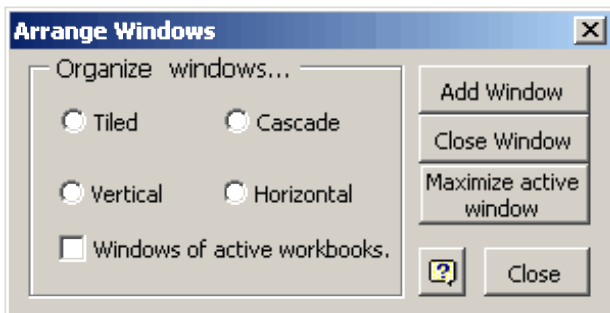 Arrange Windows
Organize windows...
Tiled
Cascade
Vertical
Horizontal
Windows of active workbooks.
Add Window
Close Window
Maximize active
window
?
Close